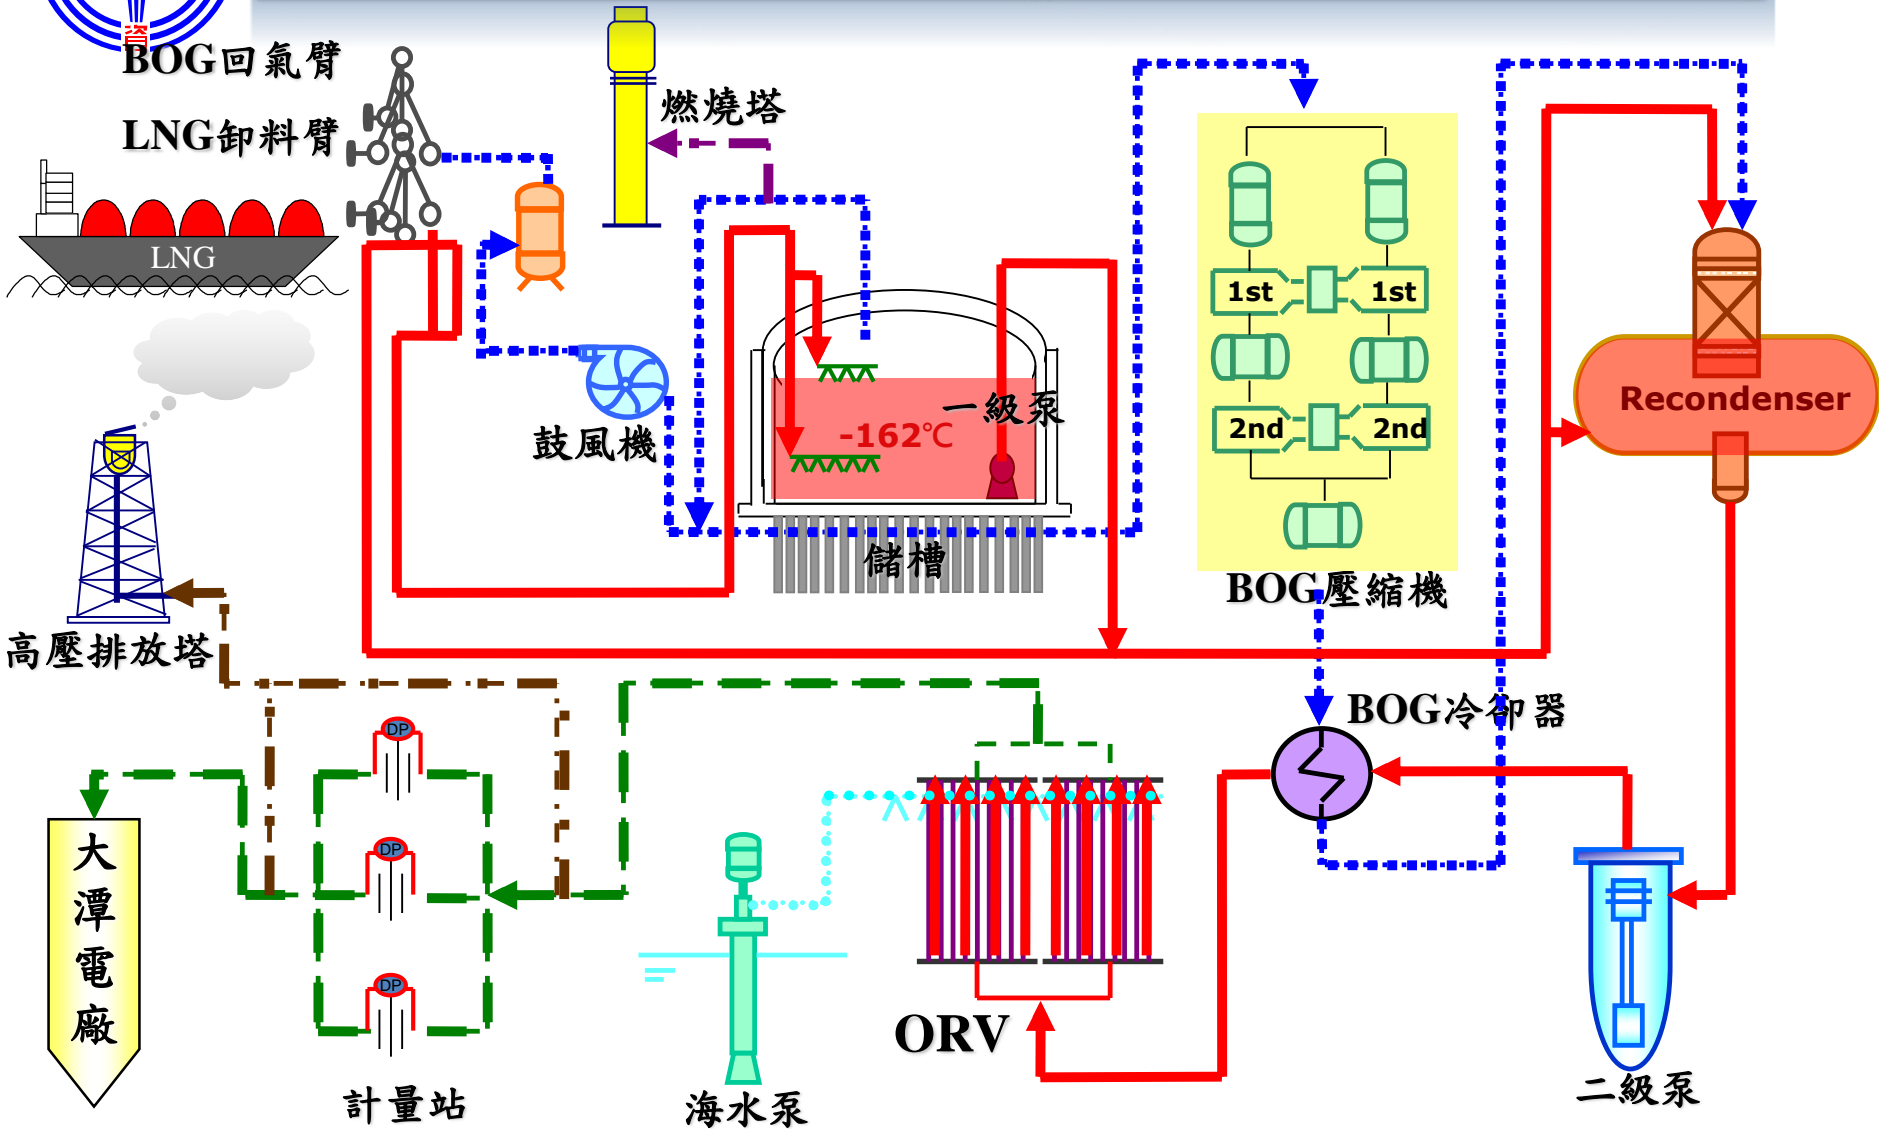 資
BOG回氣臂
LNG卸料臂
LNG
燃燒塔
鼓風機
一級泵
-162℃
儲槽
1st
1st
2nd
2nd
BOG壓縮機
Recondenser
高壓排放塔
BOG冷卻器
DP
DP
DP
大潭電廠
計量站
海水泵
ORV
二級泵